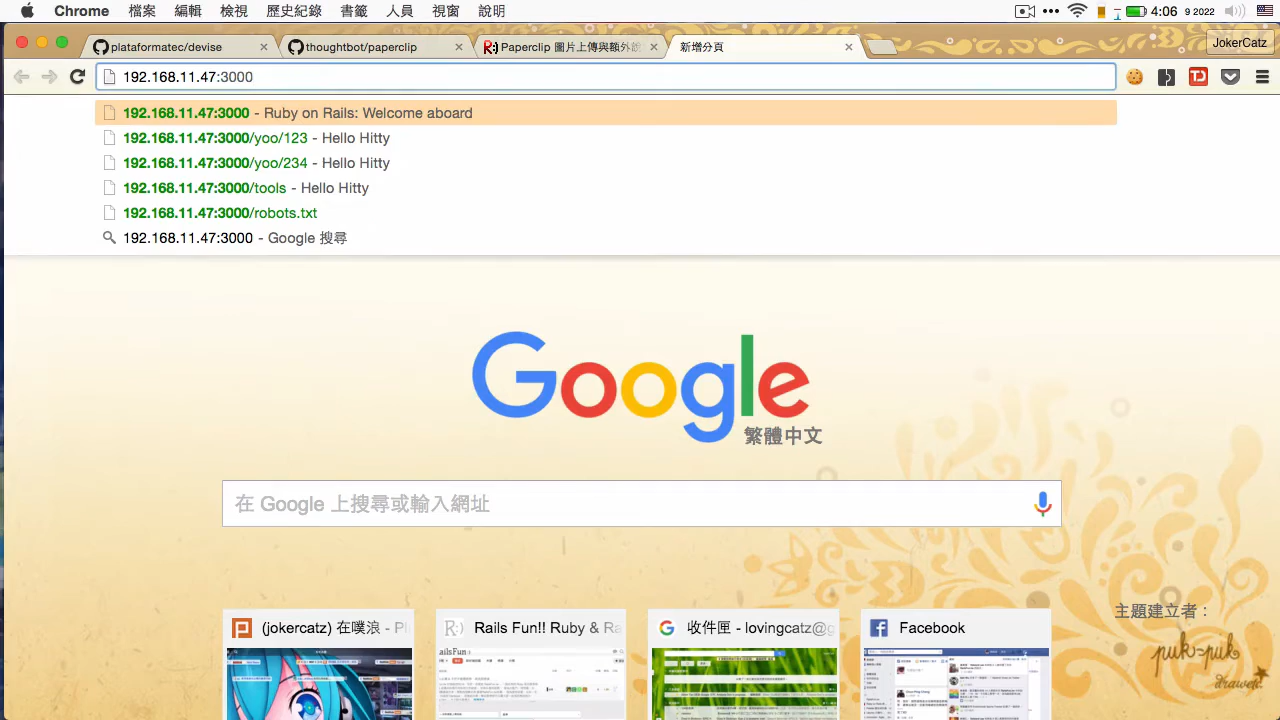 Chrome 檔案 編輯 檢視 歷史紀錄 書籤 人員 視窗 說明 4:06 9 2022
plataformatec/devise thoughtbot/paperclip Paperclip 圖片上傳與額外 新增分頁 JokerCatz
192.168.11.47:3000
192.168.11.47:3000 - Ruby on Rails: Welcome aboard
192.168.11.47:3000/yoo/123 - Hello Hitty
192.168.11.47:3000/yoo/234 - Hello Hitty
192.168.11.47:3000/tools - Hello Hitty
192.168.11.47:3000/robots.txt
192.168.11.47:3000 - Google 搜尋
Google
繁體中文
在 Google 上搜尋或輸入網址
主題建立者：
(jokercatz) 在噗浪 - Pl Rails Fun!! Ruby & Ra 收件匣 - lovingcatz@g Facebook